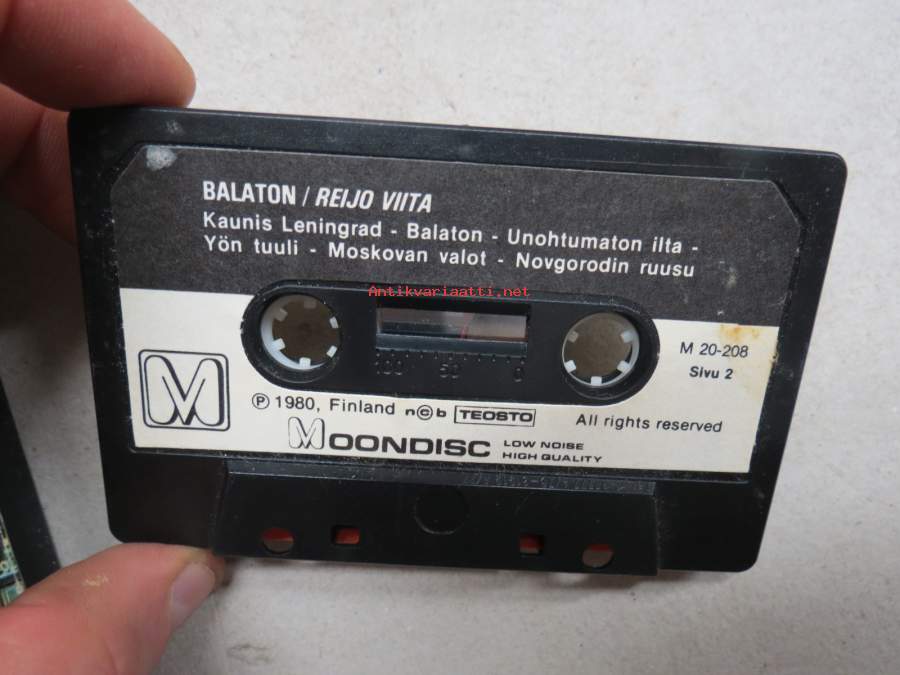 BALATON / REIJO VIITA
Kaunis Leningrad - Balaton - Unohtumaton ilta -
Yön tuuli - Moskovan valot - Novgorodin ruusu
Antikvariaatti.net
100 50 0
M 20-208
Sivu 2
℗ 1980, Finland n©b TEOSTO All rights reserved
MOONDISC LOW NOISE
HIGH QUALITY